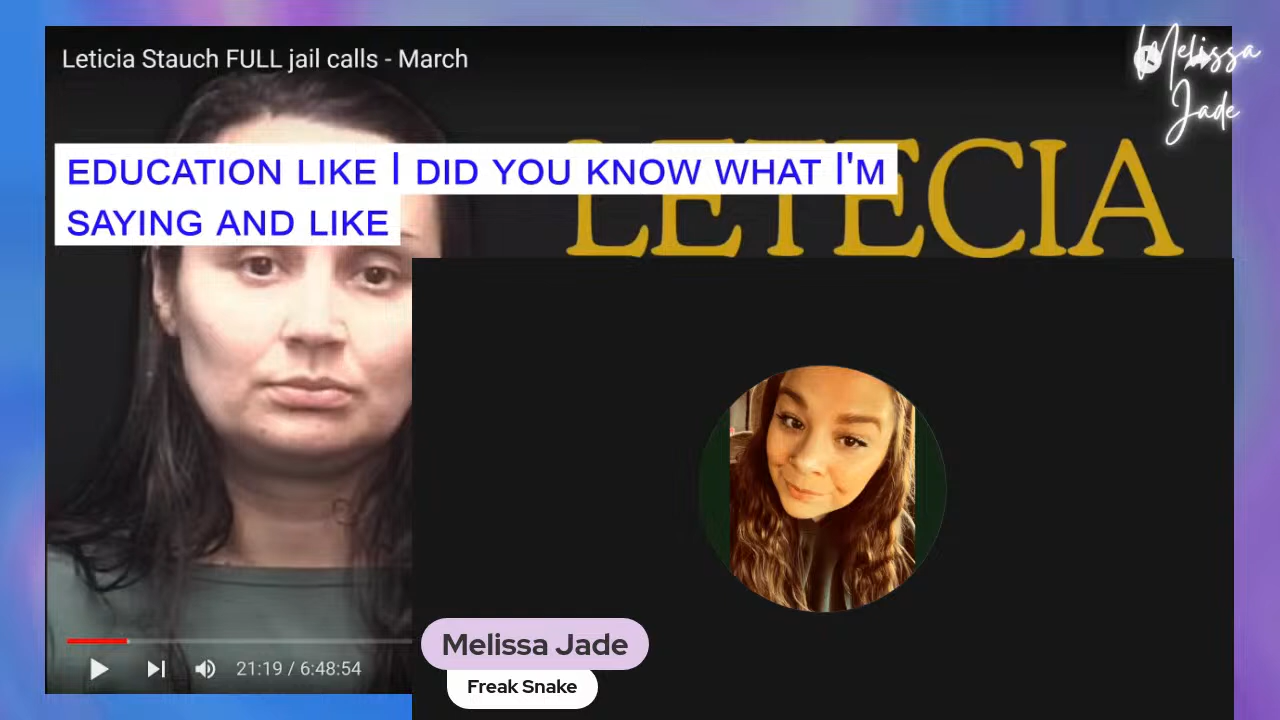 Leticia Stauch FULL jail calls - March
Melissa
Jade
EDUCATION LIKE I DID YOU KNOW WHAT I'M
SAYING AND LIKE
LETECIA
Melissa Jade
Freak Snake
21:19 / 6:48:54